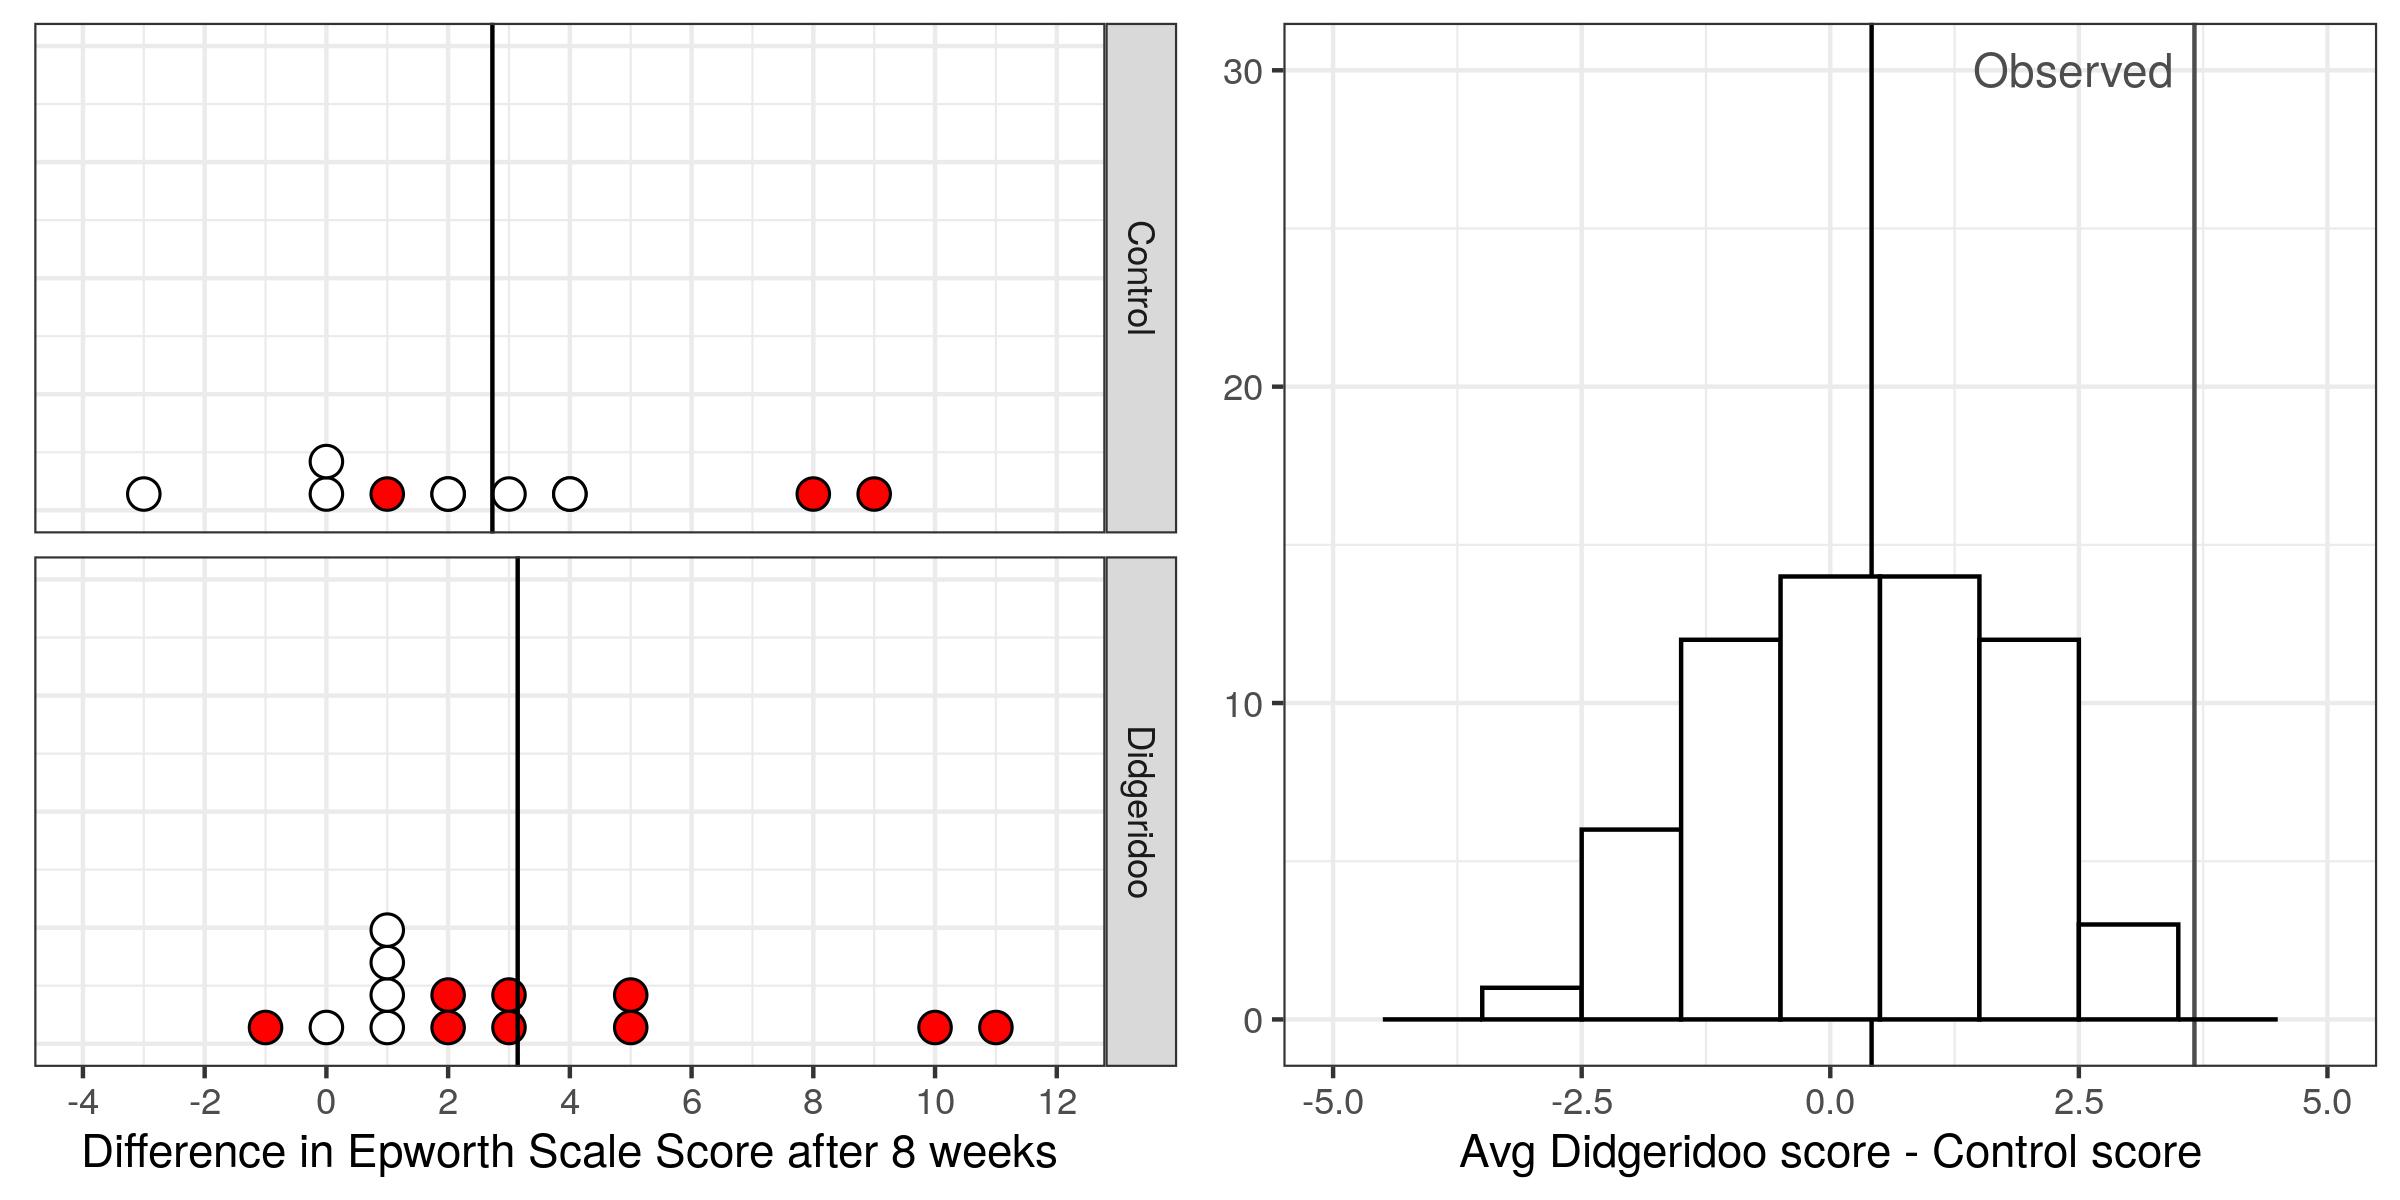 Control
Didgeridoo
-4 -2 0 2 4 6 8 10 12
Difference in Epworth Scale Score after 8 weeks
Observed
30
20
10
0
-5.0 -2.5 0.0 2.5 5.0
Avg Didgeridoo score - Control score